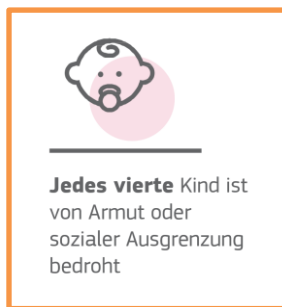 Jedes vierte Kind ist
von Armut oder
sozialer Ausgrenzung
bedroht